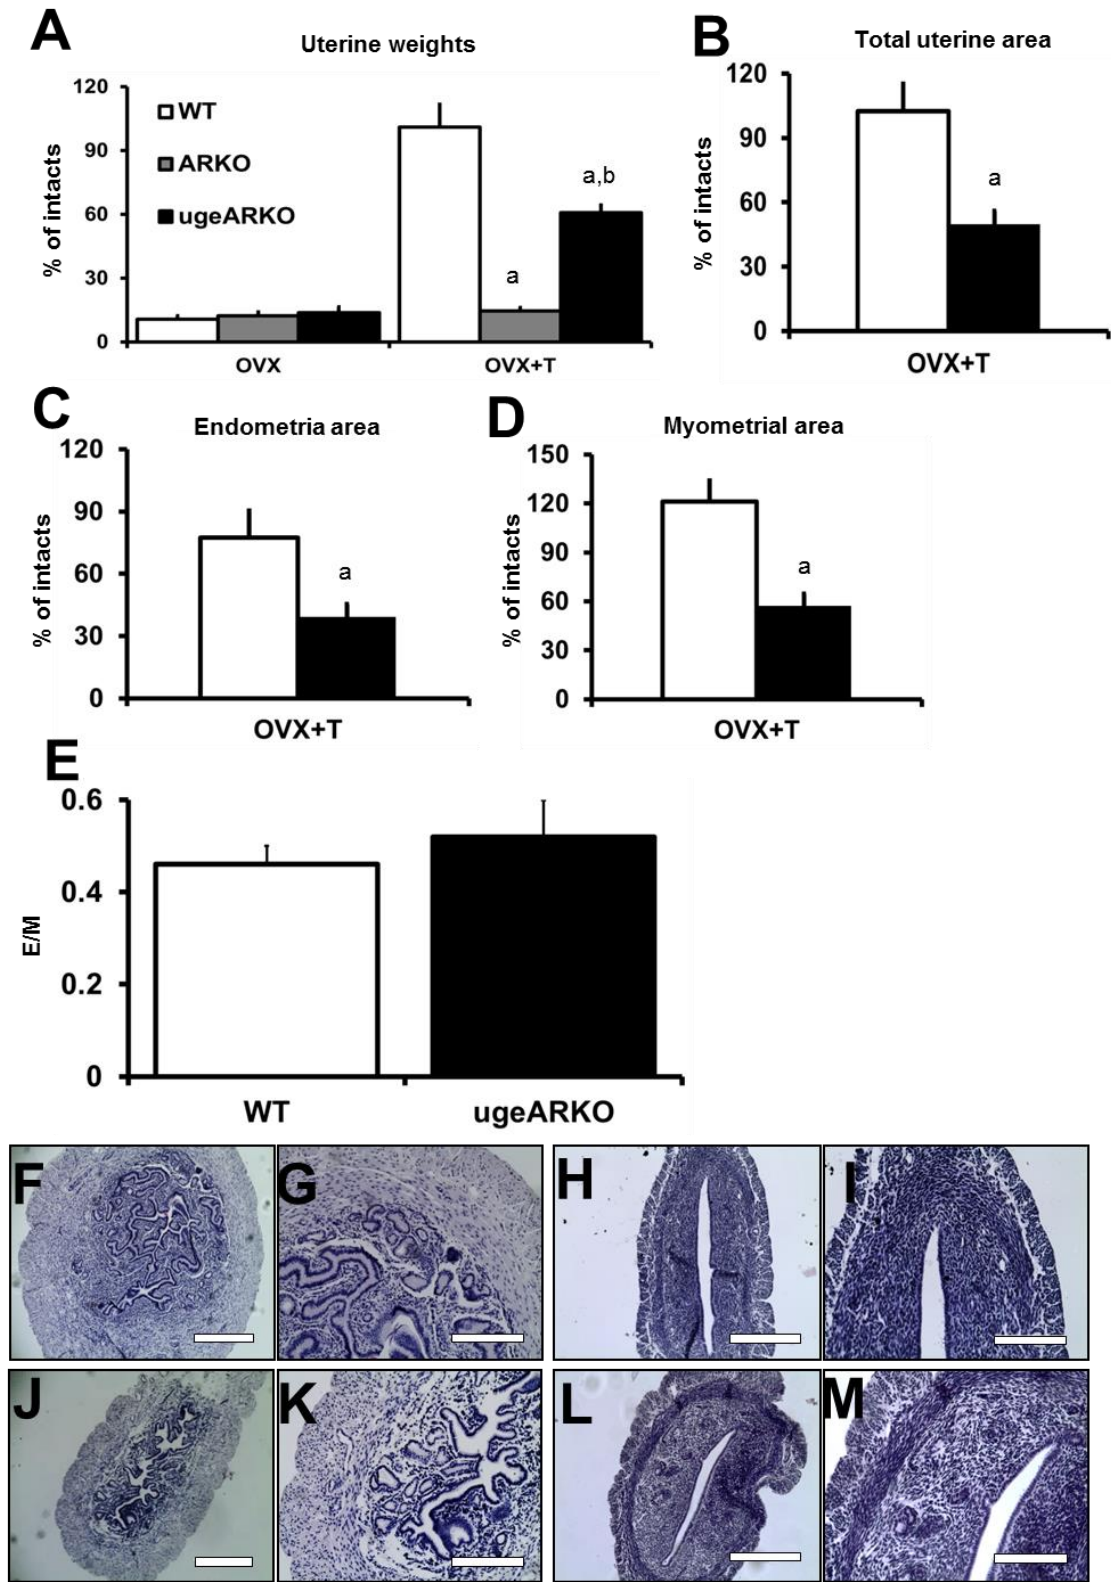 A
Uterine weights
120
90
60
30
0
% of intacts
WT
ARKO
ugeARKO
a
a,b
OVX
OVX+T
B
Total uterine area
120
90
60
30
0
% of intacts
a
OVX+T
C
Endometria area
120
90
60
30
0
% of intacts
a
OVX+T
D
Myometrial area
150
120
90
60
30
0
% of intacts
a
OVX+T
E
0.6
0.4
0.2
0
E/M
WT
ugeARKO
F
G
H
I
J
K
L
M